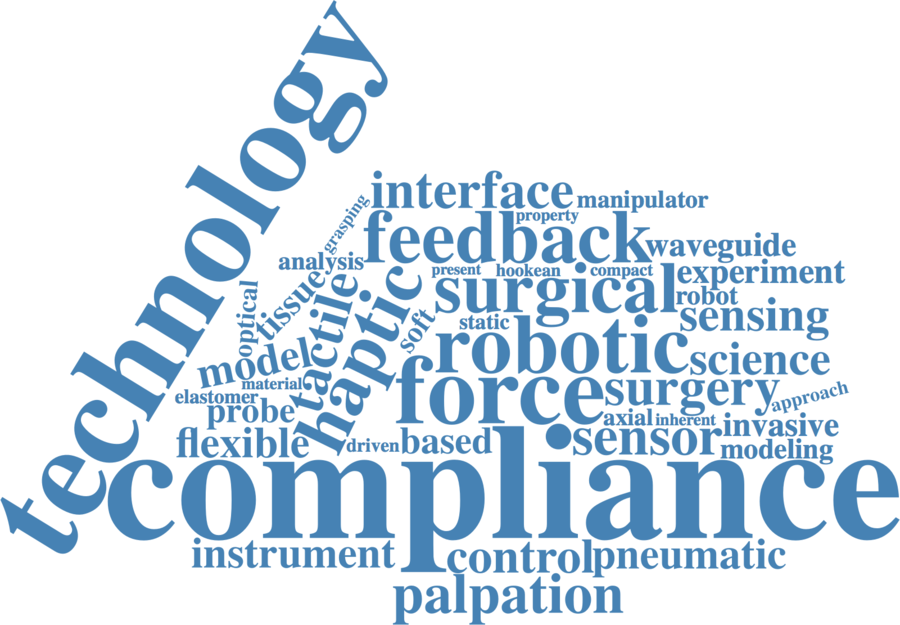 technology
interface
manipulator
grasping
property
feedback
waveguide
analysis
present
hookean
compact
experiment
tissue
tactile
haptic
surgical
robot
optical
soft
static
sensing
model
robotic
science
material
elastomer
force
surgery
approach
probe
axial
inherent
invasive
flexible
driven
based
sensor
modeling
compliance
instrument
control
pneumatic
palpation